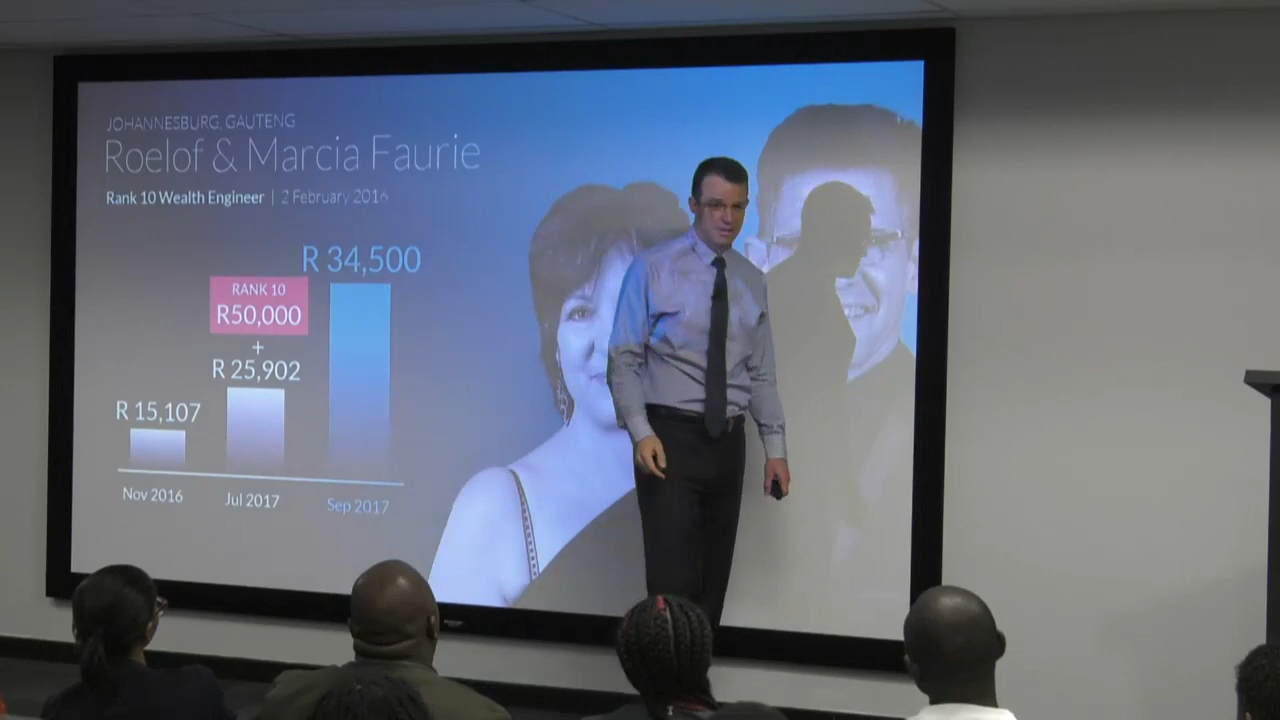 JOHANNESBURG, GAUTENG
Roelof & Marcia Faurie
Rank 10 Wealth Engineer | 2 February 2016
R 34,500
RANK 10
R50,000
+
R 25,902
R 15,107
Nov 2016
Jul 2017
Sep 2017